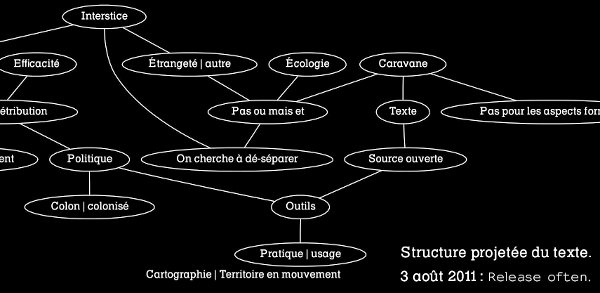 Interstice
Efficacité
Étrangeté | autre
Écologie
Caravane
étribution
Pas ou mais et
Texte
Pas pour les aspects for
ent
Politique
On cherche à dé-séparer
Source ouverte
Colon | colonisé
Outils
Pratique | usage
Structure projetée du texte.
Cartographie | Territoire en mouvement
3 août 2011 : Release often.